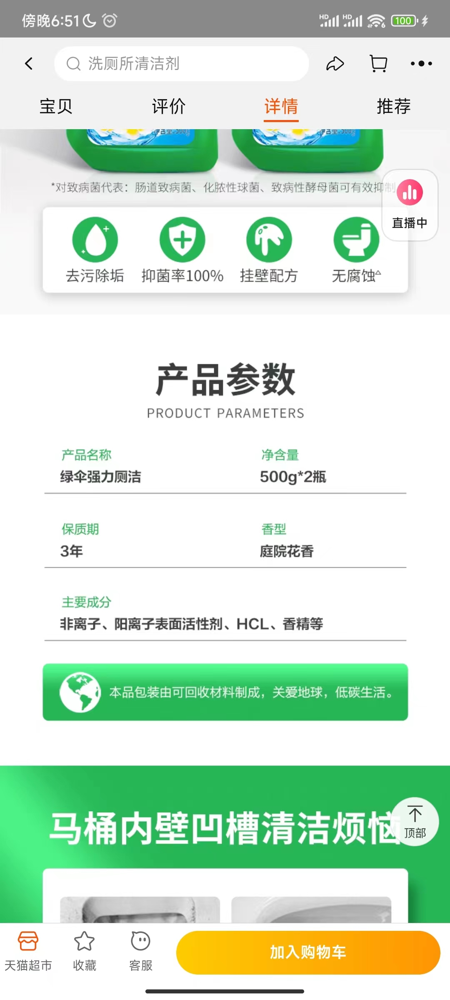 傍晚6:51
HD HD 6 100
洗厕所清洁剂
宝贝 评价 详情 推荐
*对致病菌代表：肠道致病菌、化脓性球菌、致病性酵母菌可有效抑制
直播中
去污除垢 抑菌率100% 挂壁配方 无腐蚀△
产品参数
PRODUCT PARAMETERS
产品名称 净含量
绿伞强力厕洁 500g*2瓶
保质期 香型
3年 庭院花香
主要成分
非离子、阳离子表面活性剂、HCL、香精等
本品包装由可回收材料制成，关爱地球，低碳生活。
马桶内壁凹槽清洁烦恼
顶部
天猫超市 收藏 客服 加入购物车